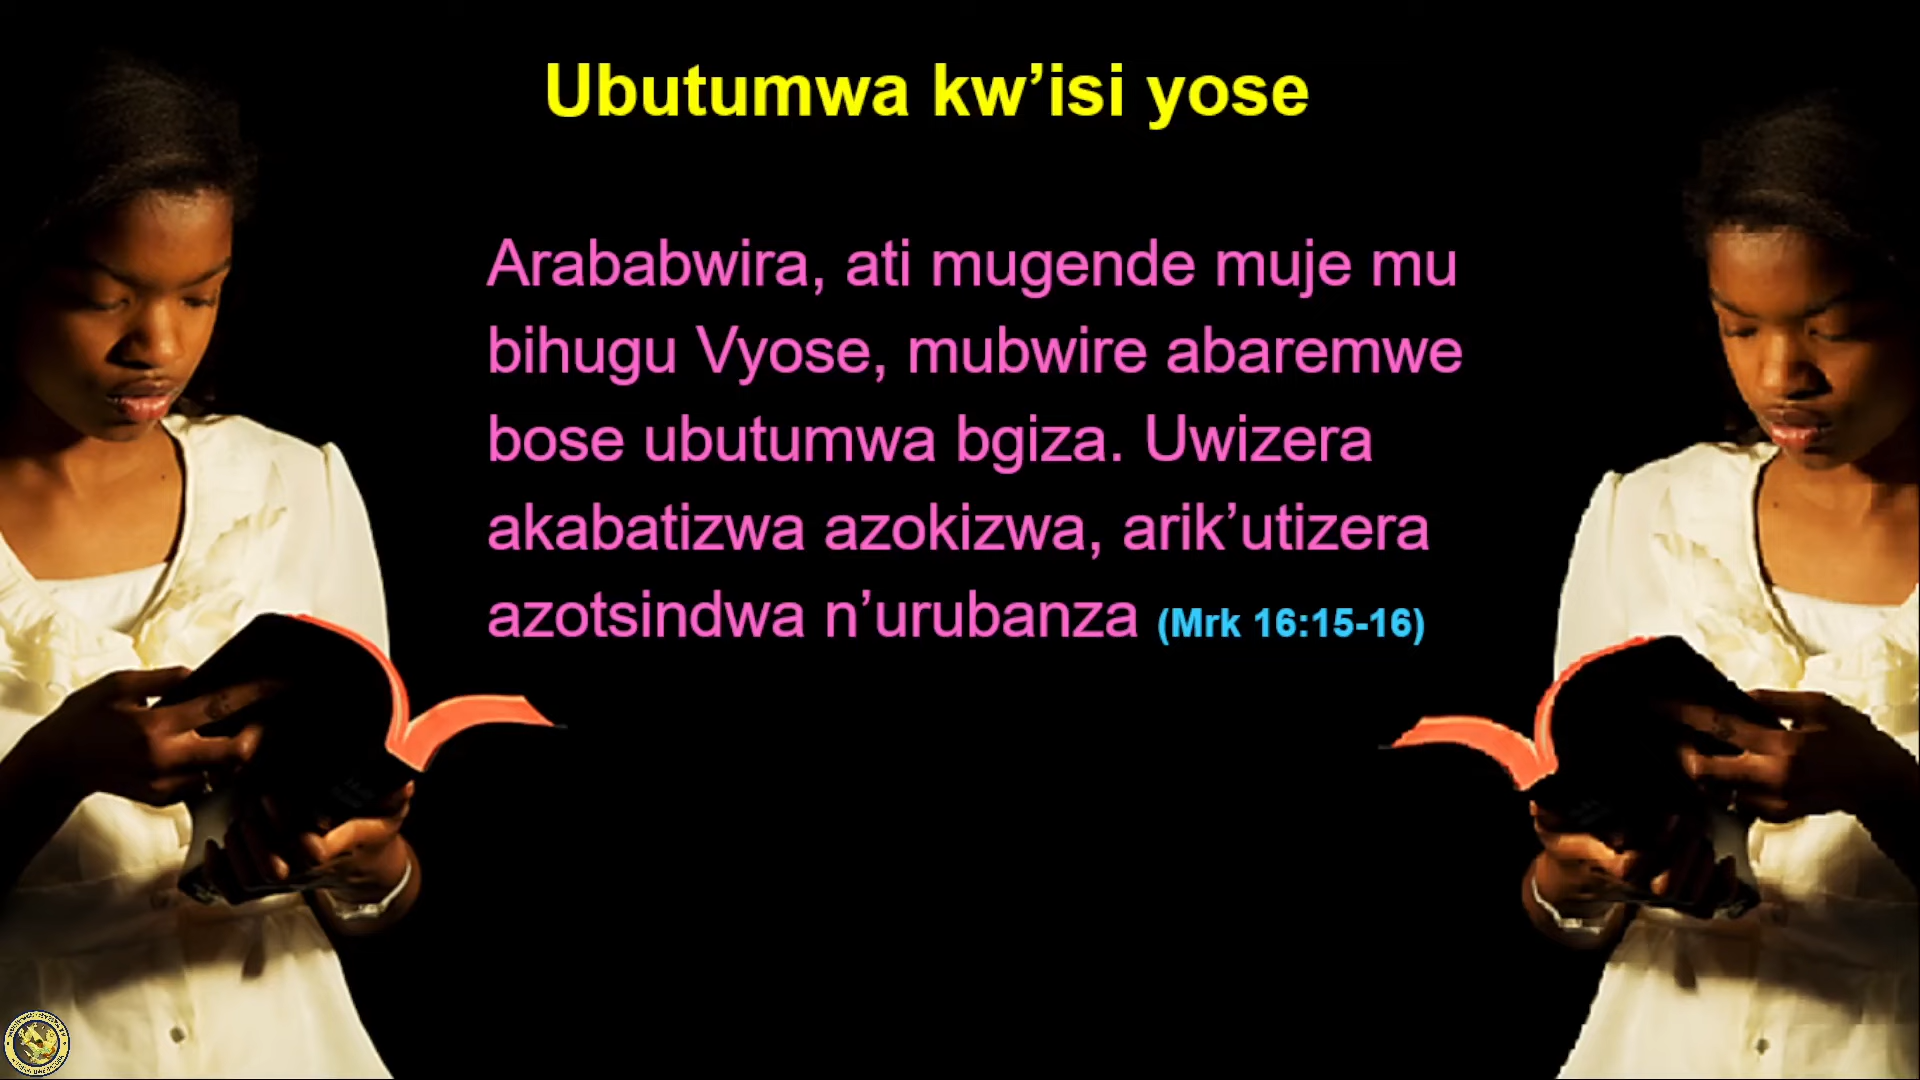 Ubutumwa kw’isi yose
Arababwira, ati mugende muje mu
bihugu Vyose, mubwire abaremwe
bose ubutumwa bgiza. Uwizera
akabatizwa azokizwa, arik’utizera
azotsindwa n’urubanza (Mrk 16:15-16)